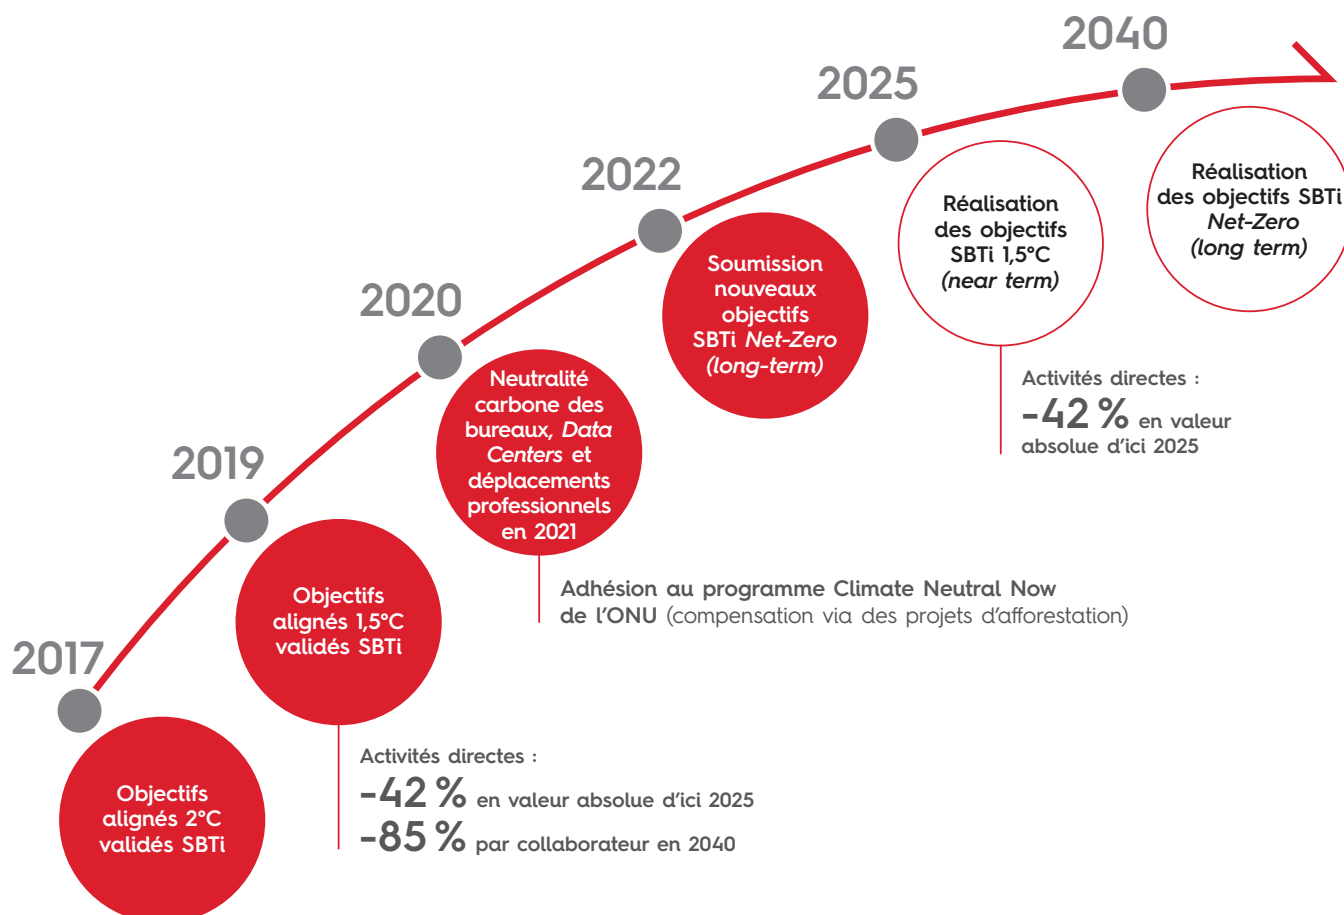 2017
Objectifs
alignés 2°C
validés SBTi
2019
Objectifs
alignés 1,5°C
validés SBTi
Activités directes :
-42 % en valeur absolue d’ici 2025
-85 % par collaborateur en 2040
2020
Neutralité
carbone des
bureaux, Data
Centers et
déplacements
professionnels
en 2021
Adhésion au programme Climate Neutral Now
de l’ONU (compensation via des projets d’afforestation)
2022
Soumission
nouveaux
objectifs
SBTi Net-Zero
(long-term)
2025
Réalisation
des objectifs
SBTi 1,5°C
(near term)
Activités directes :
-42 % en valeur
absolue d’ici 2025
2040
Réalisation
des objectifs SBTi
Net-Zero
(long term)